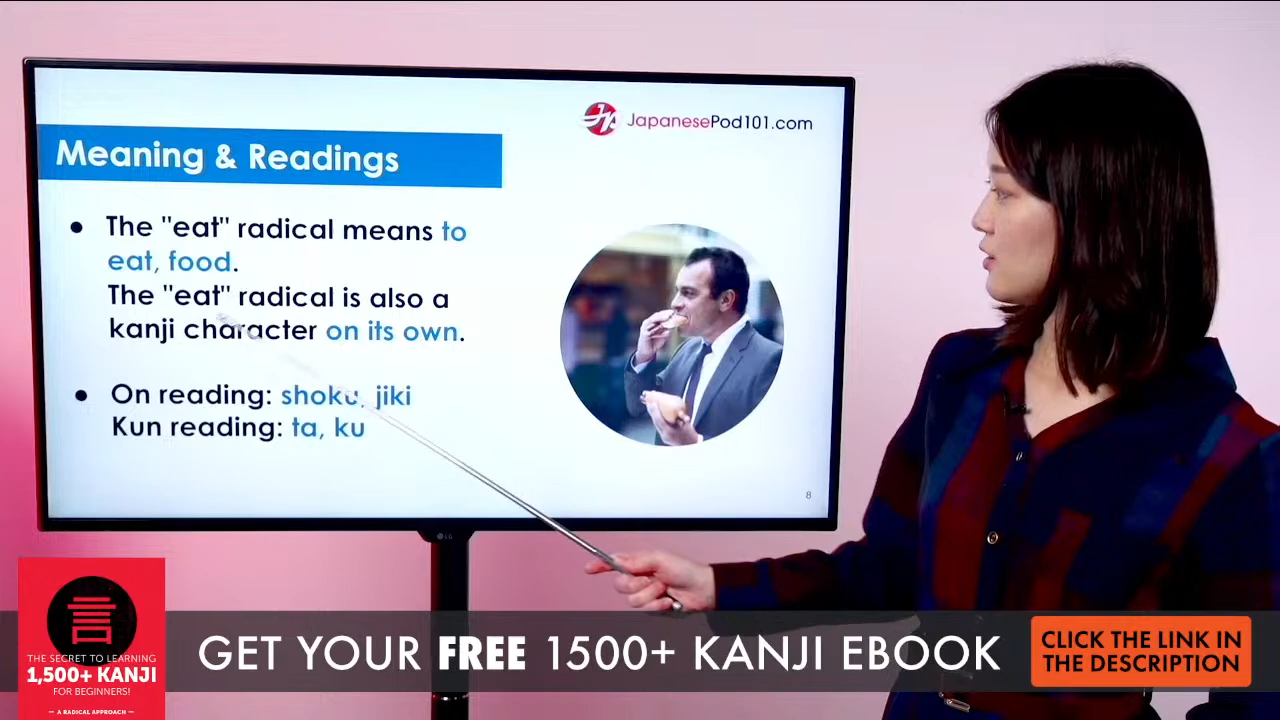 JapanesePod101.com
Meaning & Readings
● The "eat" radical means to
eat, food.
The "eat" radical is also a
kanji character on its own.
● On reading: shoku, jiki
Kun reading: ta, ku
8
LG
言
THE SECRET TO LEARNING
1,500+ KANJI
FOR BEGINNERS!
— A RADICAL APPROACH —
GET YOUR FREE 1500+ KANJI EBOOK
CLICK THE LINK IN
THE DESCRIPTION